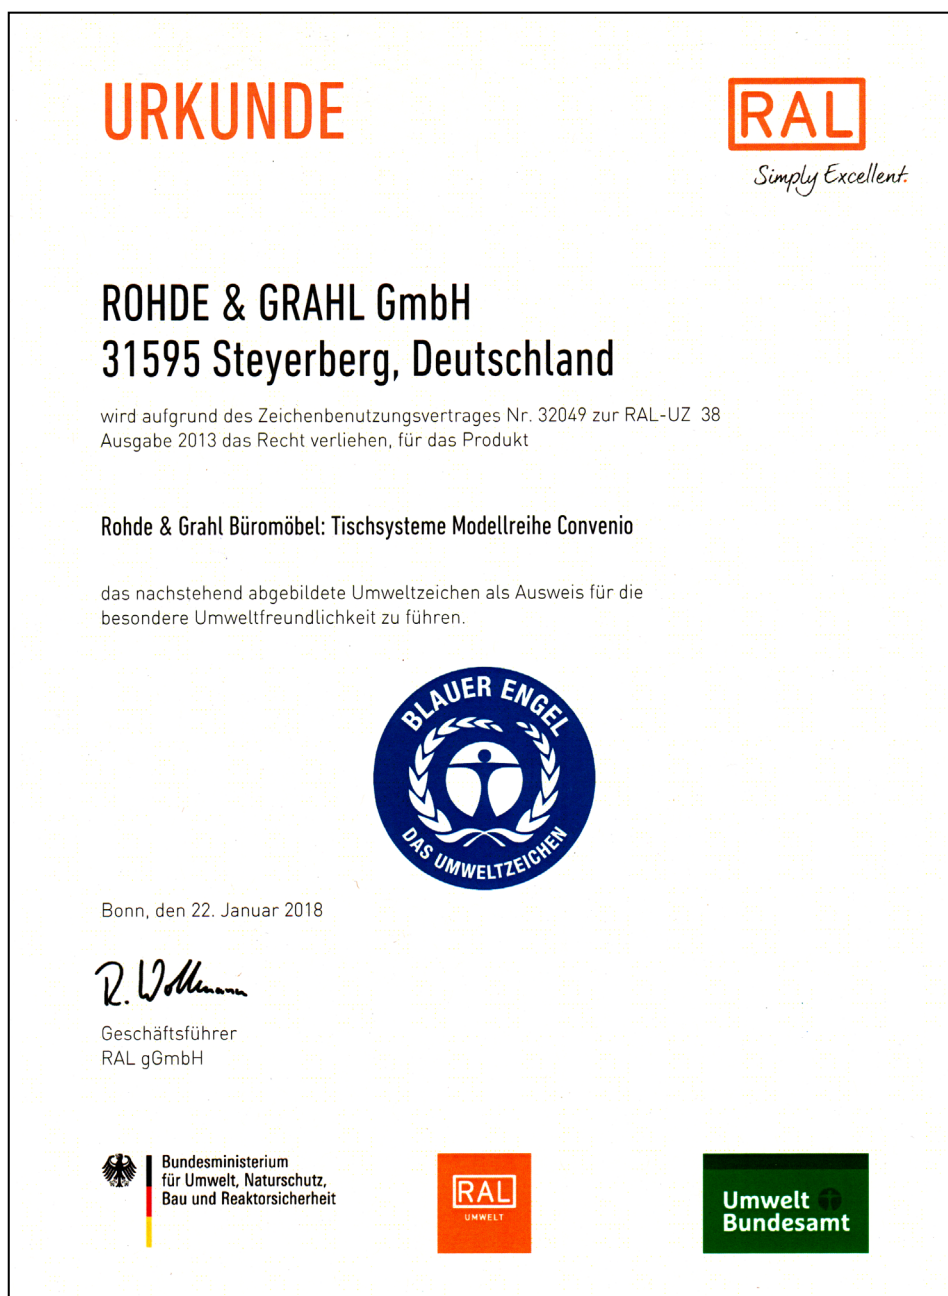 URKUNDE
RAL
Simply Excellent.
ROHDE & GRAHL GmbH
31595 Steyerberg, Deutschland
wird aufgrund des Zeichenbenutzungsvertrages Nr. 32049 zur RAL-UZ 38
Ausgabe 2013 das Recht verliehen, für das Produkt
Rohde & Grahl Büromöbel: Tischsysteme Modellreihe Convenio
das nachstehend abgebildete Umweltzeichen als Ausweis für die
besondere Umweltfreundlichkeit zu führen.
BLAUER ENGEL
DAS UMWELTZEICHEN
Bonn, den 22. Januar 2018
R. Wollmann
Geschäftsführer
RAL gGmbH
Bundesministerium
für Umwelt, Naturschutz,
Bau und Reaktorsicherheit
RAL
UMWELT
Umwelt
Bundesamt